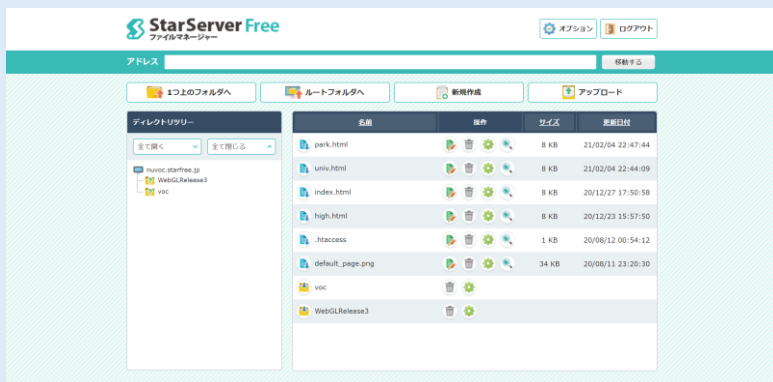 StarServer Free
ファイルマネージャー
オプション
ログアウト
アドレス
移動する
1つ上のフォルダへ
ルートフォルダへ
新規作成
アップロード
ディレクトリツリー
全て開く
全て閉じる
nuvoc.starfree.jp
WebGLRelease3
voc
名前 操作 サイズ 更新日付
park.html 8 KB 21/02/04 22:47:44
univ.html 8 KB 21/02/04 22:44:09
index.html 8 KB 20/12/27 17:50:58
high.html 8 KB 20/12/23 15:57:50
.htaccess 1 KB 20/08/12 00:54:12
default_page.png 34 KB 20/08/11 23:20:30
voc
WebGLRelease3